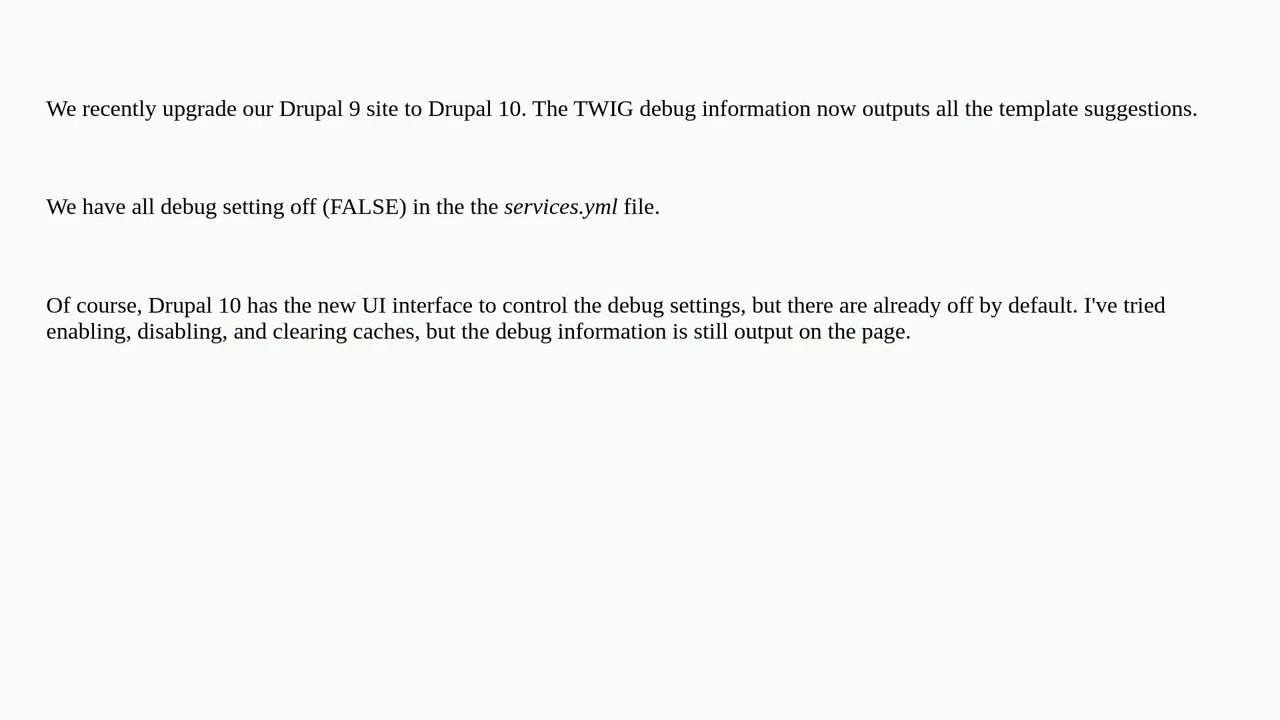 We recently upgrade our Drupal 9 site to Drupal 10. The TWIG debug information now outputs all the template suggestions.
We have all debug setting off (FALSE) in the the services.yml file.
Of course, Drupal 10 has the new UI interface to control the debug settings, but there are already off by default. I've tried
enabling, disabling, and clearing caches, but the debug information is still output on the page.